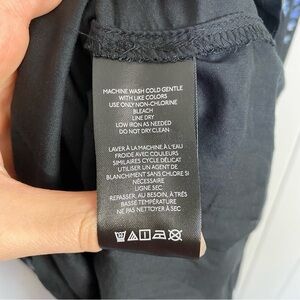 MACHINE WASH COLD GENTLE
WITH LIKE COLORS
USE ONLY NON-CHLORINE
BLEACH
LINE DRY
LOW IRON AS NEEDED
DO NOT DRY CLEAN
LAVER À LA MACHINE À L'EAU
FROIDE AVEC COULEURS
SIMILAIRES CYCLE DÉLICAT
UTILISER UN AGENT DE
BLANCHIMENT SANS CHLORE SI
NÉCESSAIRE
LIGNE SEC
REPASSER, AU BESOIN, À TRÈS
BASSE TEMPÉRATURE
NE PAS NETTOYER À SEC